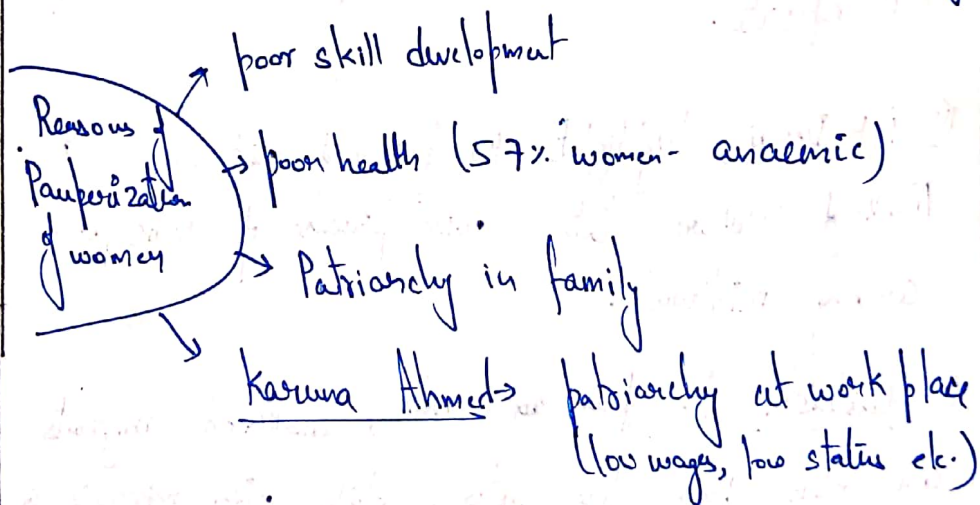 Reasons of
Pauperization
of women
poor skill development
poor health (57% women- anaemic)
Patriarchy in family
Karuna Ahmed → patriarchy at work place
(low wages, low status etc.)